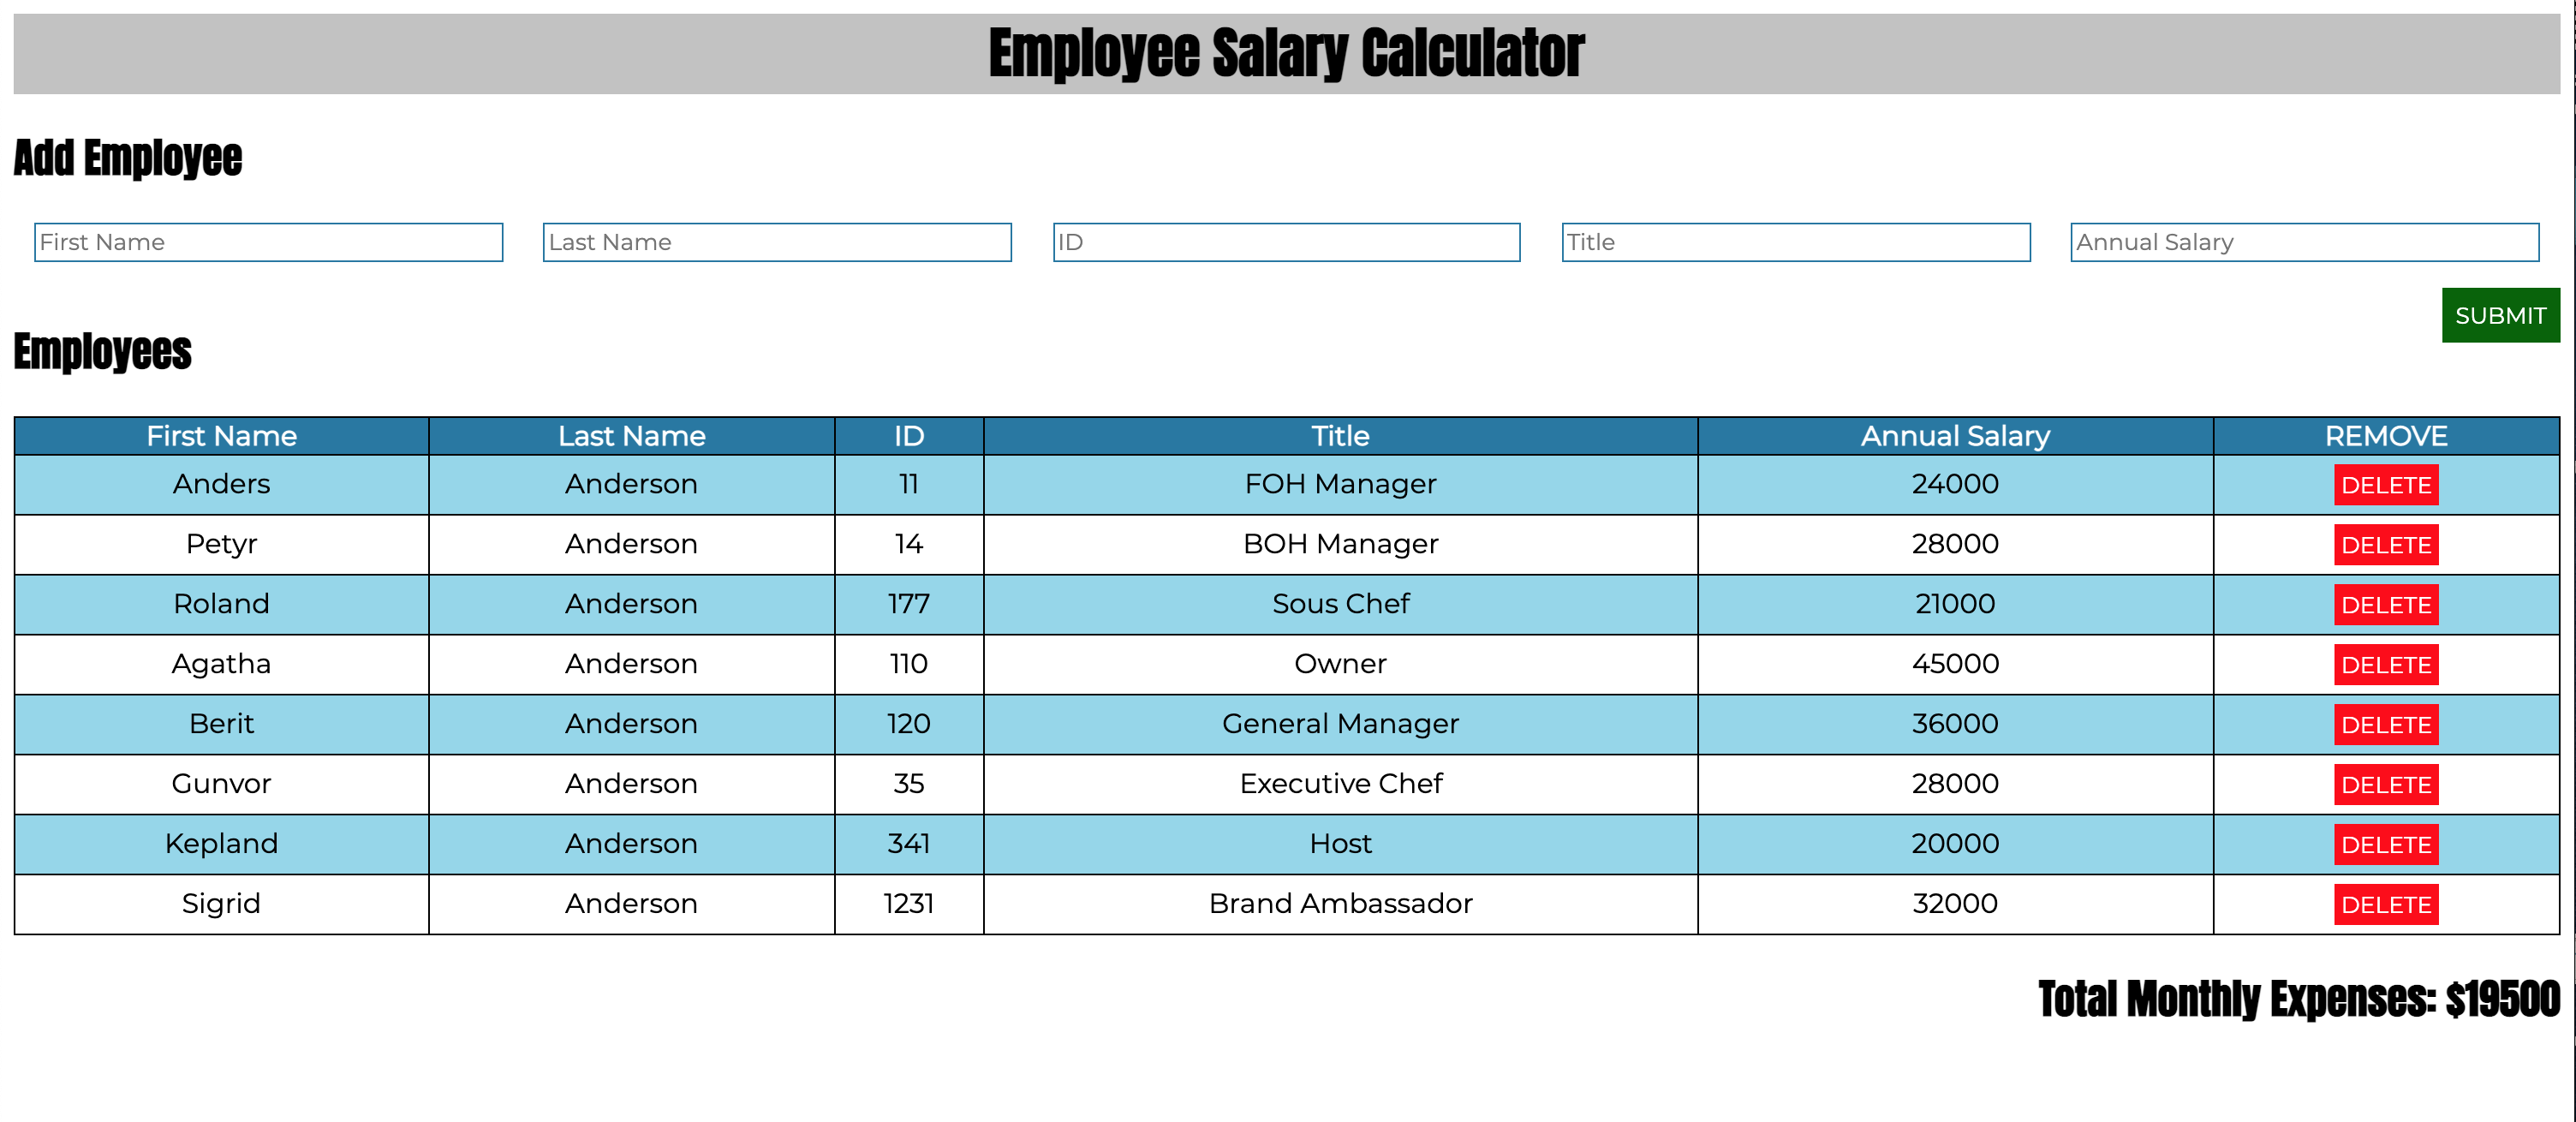 Employee Salary Calculator
Add Employee
First Name Last Name ID Title Annual Salary
SUBMIT
Employees
First Name Last Name ID Title Annual Salary REMOVE
Anders Anderson 11 FOH Manager 24000 DELETE
Petyr Anderson 14 BOH Manager 28000 DELETE
Roland Anderson 177 Sous Chef 21000 DELETE
Agatha Anderson 110 Owner 45000 DELETE
Berit Anderson 120 General Manager 36000 DELETE
Gunvor Anderson 35 Executive Chef 28000 DELETE
Kepland Anderson 341 Host 20000 DELETE
Sigrid Anderson 1231 Brand Ambassador 32000 DELETE
Total Monthly Expenses: $19500